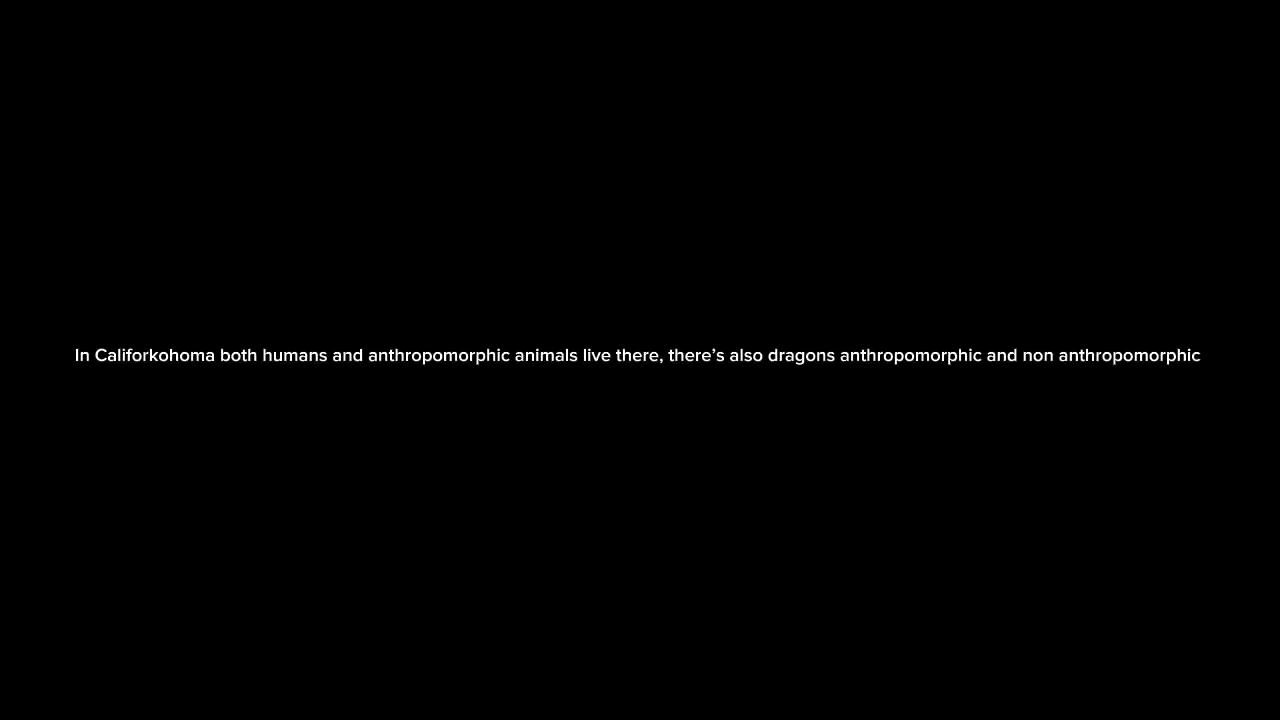 In Califorkohoma both humans and anthropomorphic animals live there, there’s also dragons anthropomorphic and non anthropomorphic